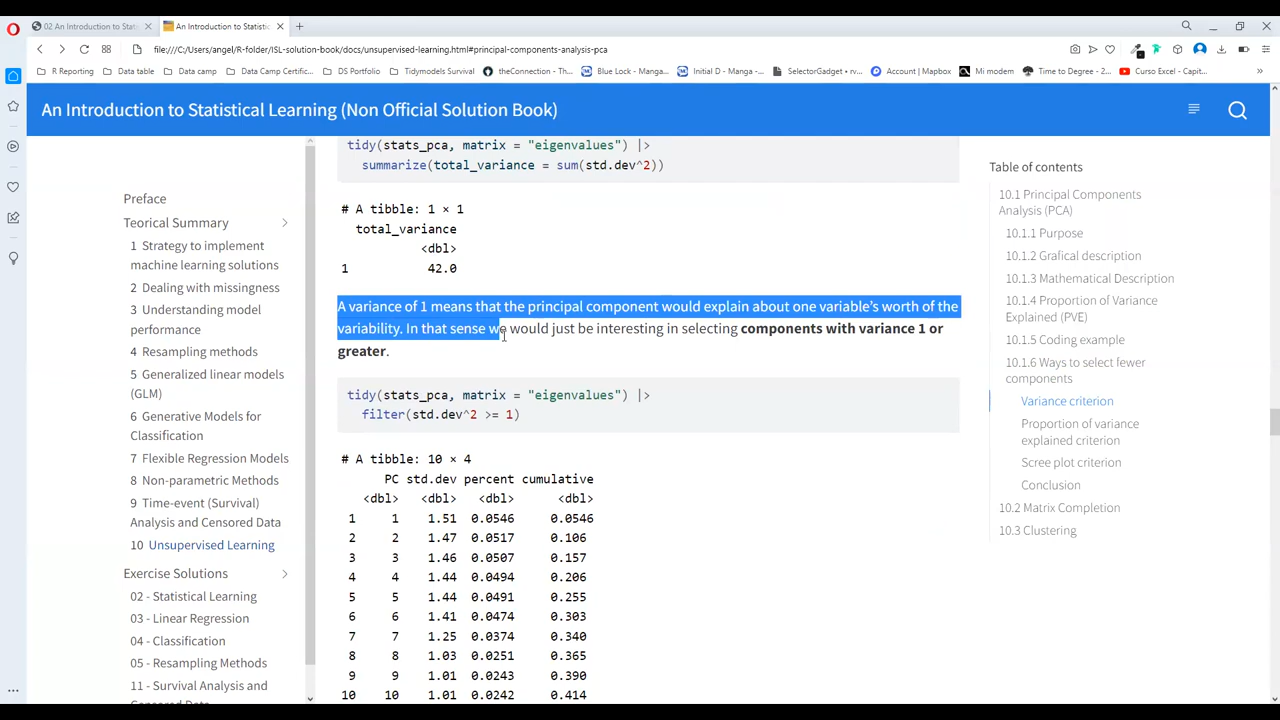 02 An Introduction to Stati
An Introduction to Statistic
file:///C:/Users/angel/R-folder/ISL-solution-book/docs/unsupervised-learning.html#principal-components-analysis-pca
R Reporting
Data table
Data camp
Data Camp Certific...
DS Portfolio
Tidymodels Survival
theConnection - Th...
Blue Lock - Manga...
Initial D - Manga -...
SelectorGadget • rv...
Account | Mapbox
Mi modem
Time to Degree - 2...
Curso Excel - Capit...
An Introduction to Statistical Learning (Non Official Solution Book)
Preface
Teorical Summary
1 Strategy to implement
machine learning solutions
2 Dealing with missingness
3 Understanding model
performance
4 Resampling methods
5 Generalized linear models
(GLM)
6 Generative Models for
Classification
7 Flexible Regression Models
8 Non-parametric Methods
9 Time-event (Survival)
Analysis and Censored Data
10 Unsupervised Learning
Exercise Solutions
02 - Statistical Learning
03 - Linear Regression
04 - Classification
05 - Resampling Methods
11 - Survival Analysis and
Censored Data
tidy(stats_pca, matrix = "eigenvalues") |>
summarize(total_variance = sum(std.dev^2))
# A tibble: 1 × 1
total_variance
<dbl>
1 42.0
A variance of 1 means that the principal component would explain about one variable's worth of the
variability. In that sense we would just be interesting in selecting components with variance 1 or
greater.
tidy(stats_pca, matrix = "eigenvalues") |>
filter(std.dev^2 >= 1)
# A tibble: 10 × 4
PC std.dev percent cumulative
<dbl> <dbl> <dbl> <dbl>
1 1 1.51 0.0546 0.0546
2 2 1.47 0.0517 0.106
3 3 1.46 0.0507 0.157
4 4 1.44 0.0494 0.206
5 5 1.44 0.0491 0.255
6 6 1.41 0.0474 0.303
7 7 1.25 0.0374 0.340
8 8 1.03 0.0251 0.365
9 9 1.01 0.0243 0.390
10 10 1.01 0.0242 0.414
Table of contents
10.1 Principal Components
Analysis (PCA)
10.1.1 Purpose
10.1.2 Grafical description
10.1.3 Mathematical Description
10.1.4 Proportion of Variance
Explained (PVE)
10.1.5 Coding example
10.1.6 Ways to select fewer
components
Variance criterion
Proportion of variance
explained criterion
Scree plot criterion
Conclusion
10.2 Matrix Completion
10.3 Clustering